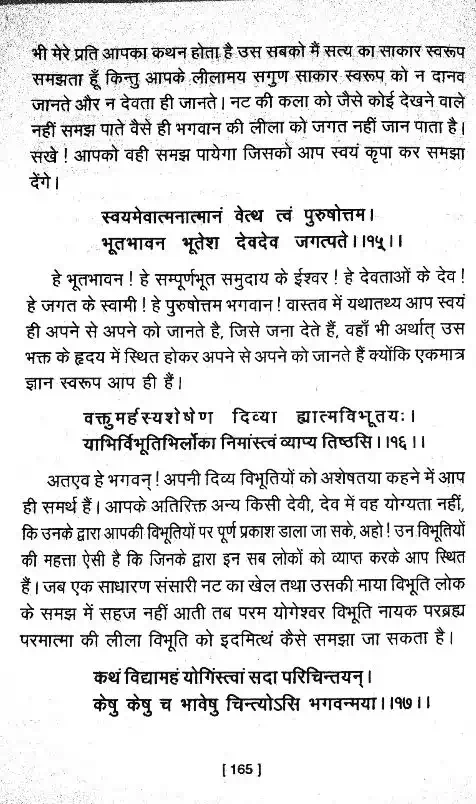 भी मेरे प्रति आपका कथन होता है उस सबको मैं सत्य का साकार स्वरूप
समझता हूँ किन्तु आपके लीलामय सगुण साकार स्वरूप को न दानव
जानते और न देवता ही जानते। नट की कला को जैसे कोई देखने वाले
नहीं समझ पाते वैसे ही भगवान की लीला को जगत नहीं जान पाता है।
सखे ! आपको वही समझ पायेगा जिसको आप स्वयं कृपा कर समझा
देंगे।
स्वयमेवात्मनात्मानं वेत्थ त्वं पुरुषोत्तम।
भूतभावन भूतेश देवदेव जगत्पते।।१५।।
हे भूतभावन ! हे सम्पूर्णभूत समुदाय के ईश्वर ! हे देवताओं के देव !
हे जगत के स्वामी ! हे पुरुषोत्तम भगवान ! वास्तव में यथातथ्य आप स्वयं
ही अपने से अपने को जानते है, जिसे जना देते हैं, वहाँ भी अर्थात् उस
भक्त के हृदय में स्थित होकर अपने से अपने को जानते हैं क्योंकि एकमात्र
ज्ञान स्वरूप आप ही हैं।
वक्तुमर्हस्यशेषेण दिव्या ह्यात्मविभूतयः।
याभिर्विभूतिभिर्लोका निमांस्त्वं व्याप्य तिष्ठसि।।१६।।
अतएव हे भगवन् ! अपनी दिव्य विभूतियों को अशेषतया कहने में आप
ही समर्थ हैं। आपके अतिरिक्त अन्य किसी देवी, देव में वह योग्यता नहीं,
कि उनके द्वारा आपकी विभूतियों पर पूर्ण प्रकाश डाला जा सके, अहो ! उन विभूतियों
की महत्ता ऐसी है कि जिनके द्वारा इन सब लोकों को व्याप्त करके आप स्थित
हैं। जब एक साधारण संसारी नट का खेल तथा उसकी माया विभूति लोक
के समझ में सहज नहीं आती तब परम योगेश्वर विभूति नायक परब्रह्म
परमात्मा की लीला विभूति को इदमित्थं कैसे समझा जा सकता है।
कथं विद्यामहं योगिंस्त्वां सदा परिचिन्तयन्।
केषु केषु च भावेषु चिन्त्योऽसि भगवन्मया।।१७।।
[ 165 ]